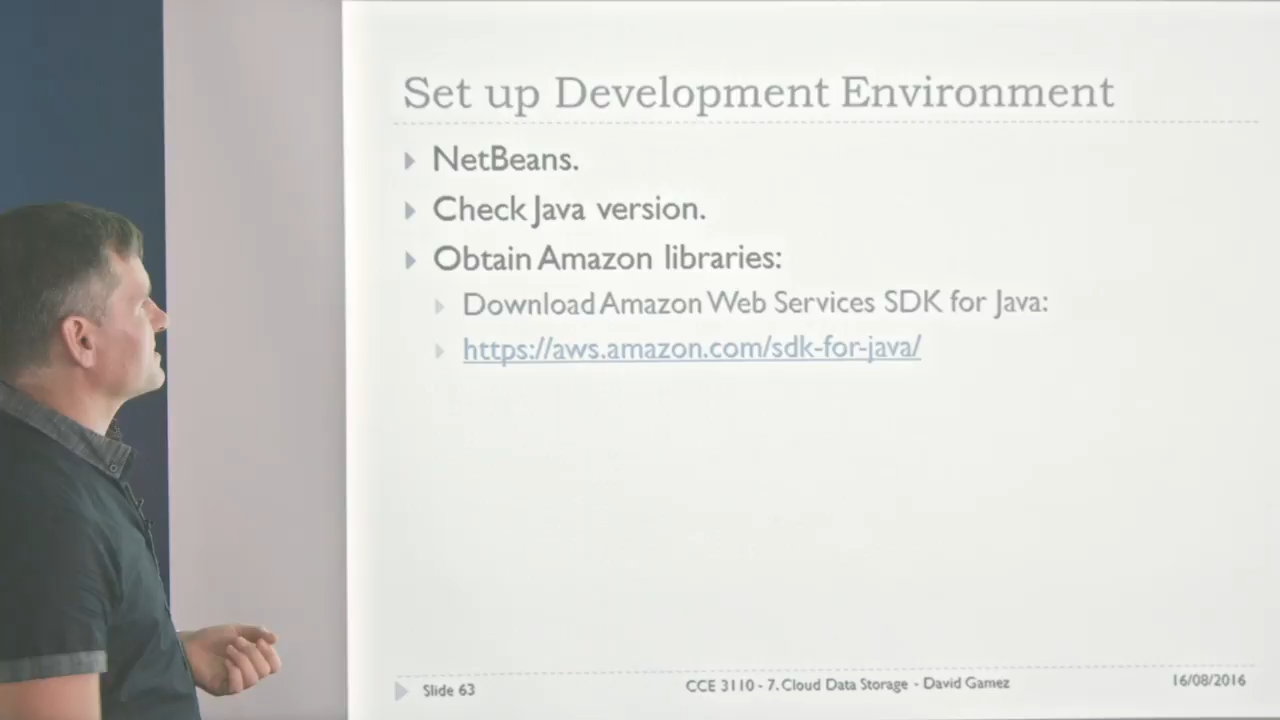 Set up Development Environment
NetBeans.
Check Java version.
Obtain Amazon libraries:
Download Amazon Web Services SDK for Java:
https://aws.amazon.com/sdk-for-java/
Slide 63
CCE 3110 - 7. Cloud Data Storage - David Gamez
16/08/2016